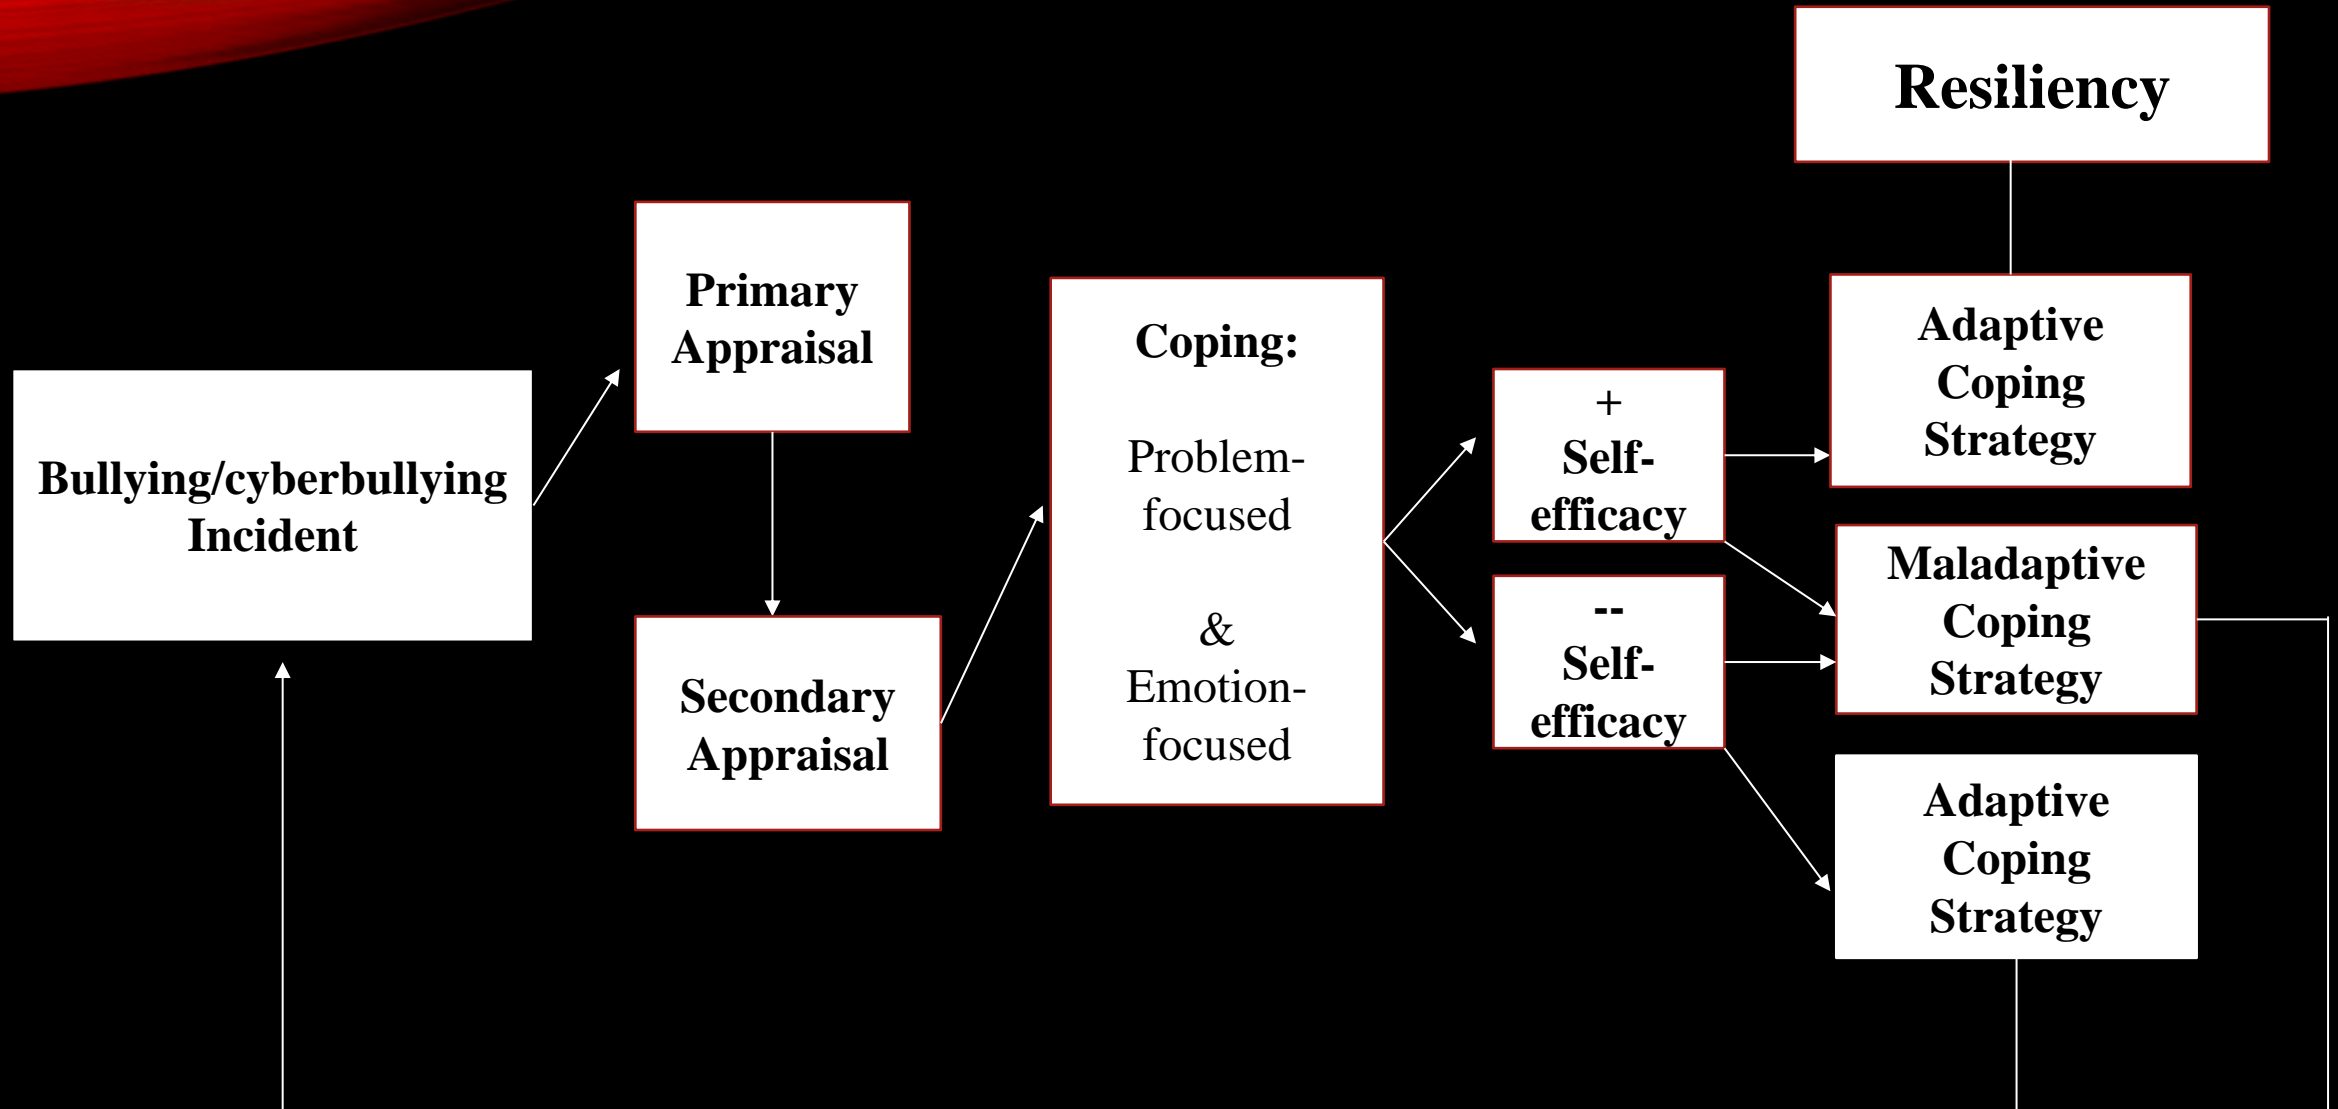 Resiliency
Primary
Appraisal
Bullying/cyberbullying
Incident
Secondary
Appraisal
Coping:
Problem-
focused
&
Emotion-
focused
+
Self-
efficacy
--
Self-
efficacy
Adaptive
Coping
Strategy
Maladaptive
Coping
Strategy
Adaptive
Coping
Strategy